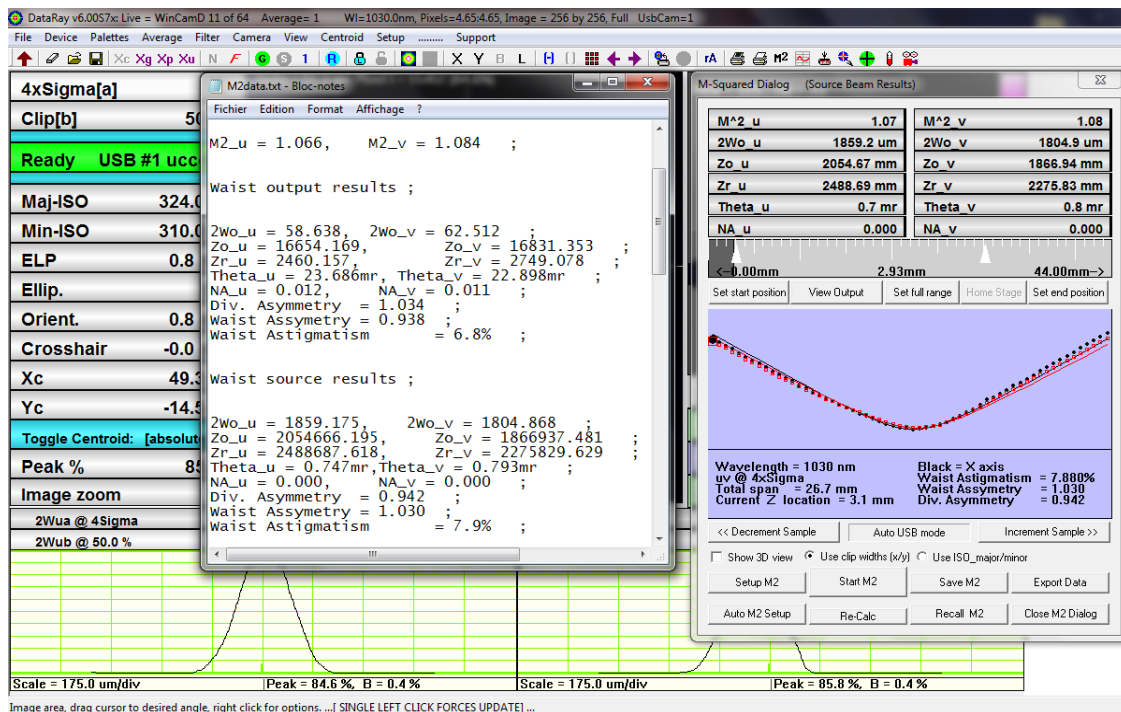 DataRay v6.00S7x: Live = WinCamD 11 of 64 Average= 1 Wl=1030.0nm, Pixels=4.65:4.65, Image = 256 by 256, Full UsbCam=1
File Device Palettes Average Filter Camera View Centroid Setup ......... Support
Xc Xg Xp Xu N F G S 1 R X Y B L rA M²
4xSigma[a]
Clip[b] 50
Ready USB #1 ucc
Maj-ISO 324.0
Min-ISO 310.0
ELP 0.8
Ellip.
Orient. 0.8
Crosshair -0.0
Xc 49.3
Yc -14.5
Toggle Centroid: [absolut
Peak % 85
Image zoom
2Wua @ 4Sigma
2Wub @ 50.0 %
Scale = 175.0 um/div Peak = 84.6 %, B = 0.4 %
Scale = 175.0 um/div Peak = 85.8 %, B = 0.4 %
Image area, drag cursor to desired angle, right click for options. ...[ SINGLE LEFT CLICK FORCES UPDATE] ...
M2data.txt - Bloc-notes
Fichier Edition Format Affichage ?
M2_u = 1.066, M2_v = 1.084 ;
Waist output results ;
2Wo_u = 58.638, 2Wo_v = 62.512 ;
Zo_u = 16654.169, Zo_v = 16831.353 ;
Zr_u = 2460.157, Zr_v = 2749.078 ;
Theta_u = 23.686mr, Theta_v = 22.898mr ;
NA_u = 0.012, NA_v = 0.011 ;
Div. Asymmetry = 1.034 ;
Waist Assymetry = 0.938 ;
Waist Astigmatism = 6.8% ;
Waist source results ;
2Wo_u = 1859.175, 2Wo_v = 1804.868 ;
Zo_u = 2054666.195, Zo_v = 1866937.481 ;
Zr_u = 2488687.618, Zr_v = 2275829.629 ;
Theta_u = 0.747mr,Theta_v = 0.793mr ;
NA_u = 0.000, NA_v = 0.000 ;
Div. Asymmetry = 0.942 ;
Waist Assymetry = 1.030 ;
Waist Astigmatism = 7.9% ;
M-Squared Dialog (Source Beam Results)
M^2_u 1.07 M^2_v 1.08
2Wo_u 1859.2 um 2Wo_v 1804.9 um
Zo_u 2054.67 mm Zo_v 1866.94 mm
Zr_u 2488.69 mm Zr_v 2275.83 mm
Theta_u 0.7 mr Theta_v 0.8 mr
NA_u 0.000 NA_v 0.000
<--0.00mm 2.93mm 44.00mm-->
Set start position View Output Set full range Home Stage Set end position
Wavelength = 1030 nm Black = X axis
uv @ 4xSigma Waist Astigmatism = 7.880%
Total span = 26.7 mm Waist Assymetry = 1.030
Current Z location = 3.1 mm Div. Asymmetry = 0.942
<< Decrement Sample Auto USB mode Increment Sample >>
Show 3D view Use clip widths (x/y) Use ISO_major/minor
Setup M2 Start M2 Save M2 Export Data
Auto M2 Setup Re-Calc Recall M2 Close M2 Dialog